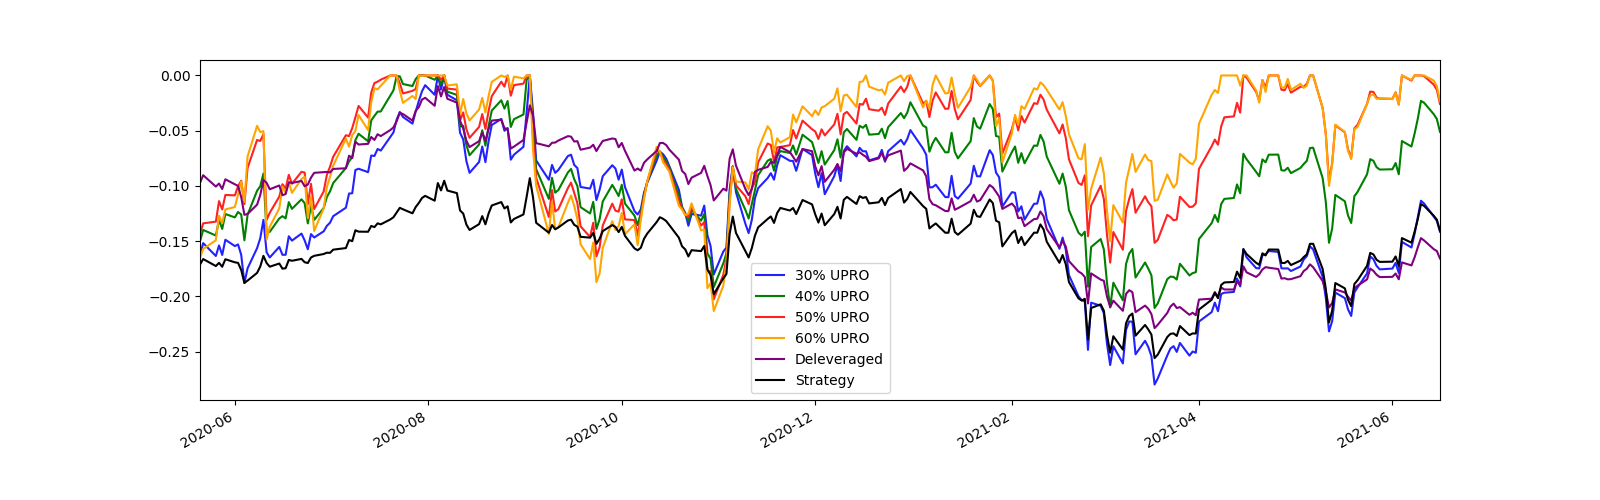 0.00
−0.05
−0.10
−0.15
−0.20
−0.25
30% UPRO
40% UPRO
50% UPRO
60% UPRO
Deleveraged
Strategy
2020-06
2020-08
2020-10
2020-12
2021-02
2021-04
2021-06